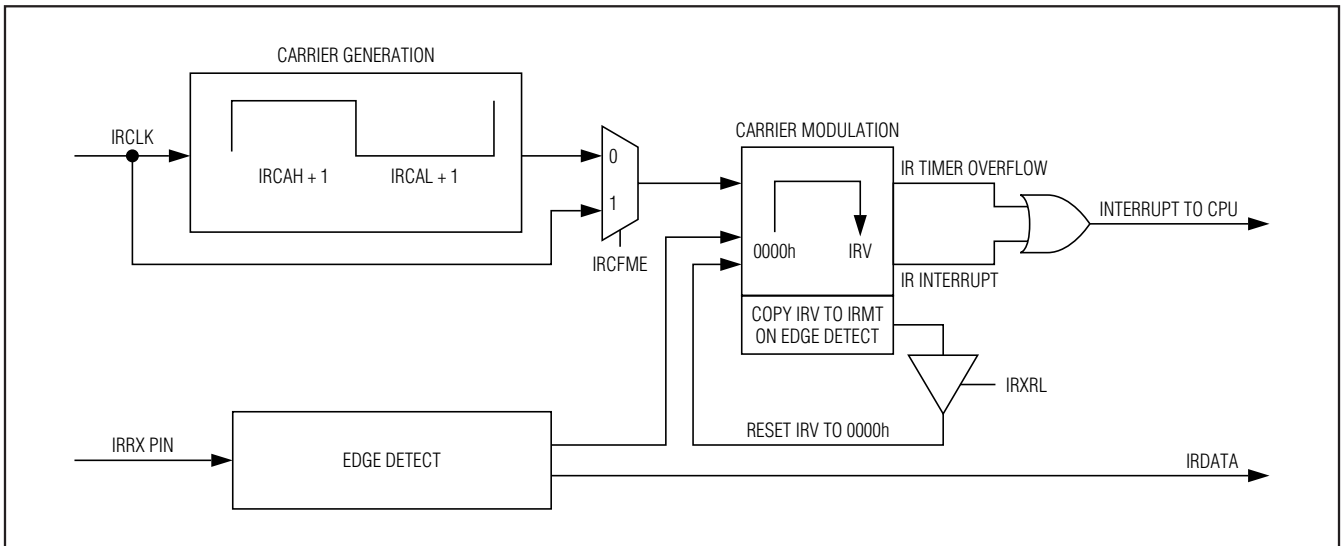 CARRIER GENERATION
IRCLK
IRCAH + 1
IRCAL + 1
0
1
IRCFME
CARRIER MODULATION
0000h
IRV
COPY IRV TO IRMT
ON EDGE DETECT
IR TIMER OVERFLOW
IR INTERRUPT
INTERRUPT TO CPU
IRXRL
RESET IRV TO 0000h
IRRX PIN
EDGE DETECT
IRDATA